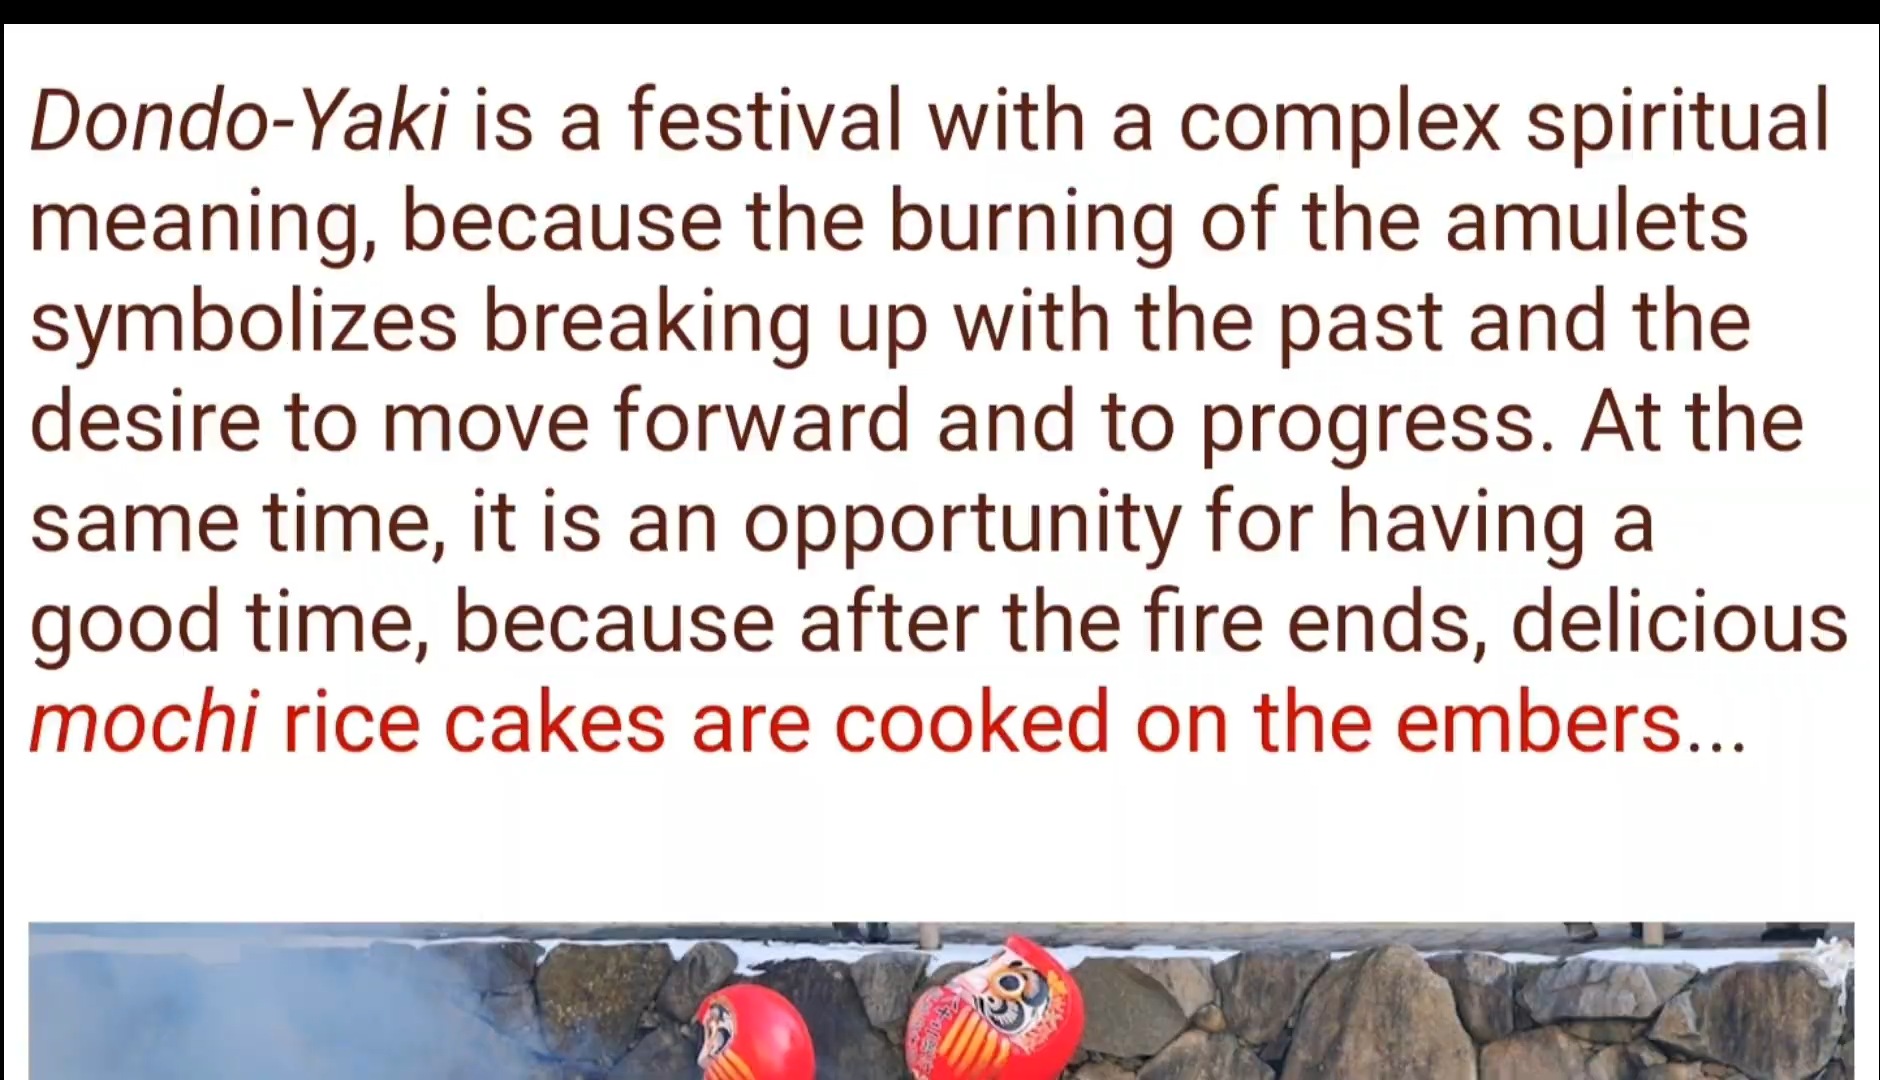 Dondo-Yaki is a festival with a complex spiritual
meaning, because the burning of the amulets
symbolizes breaking up with the past and the
desire to move forward and to progress. At the
same time, it is an opportunity for having a
good time, because after the fire ends, delicious
mochi rice cakes are cooked on the embers...